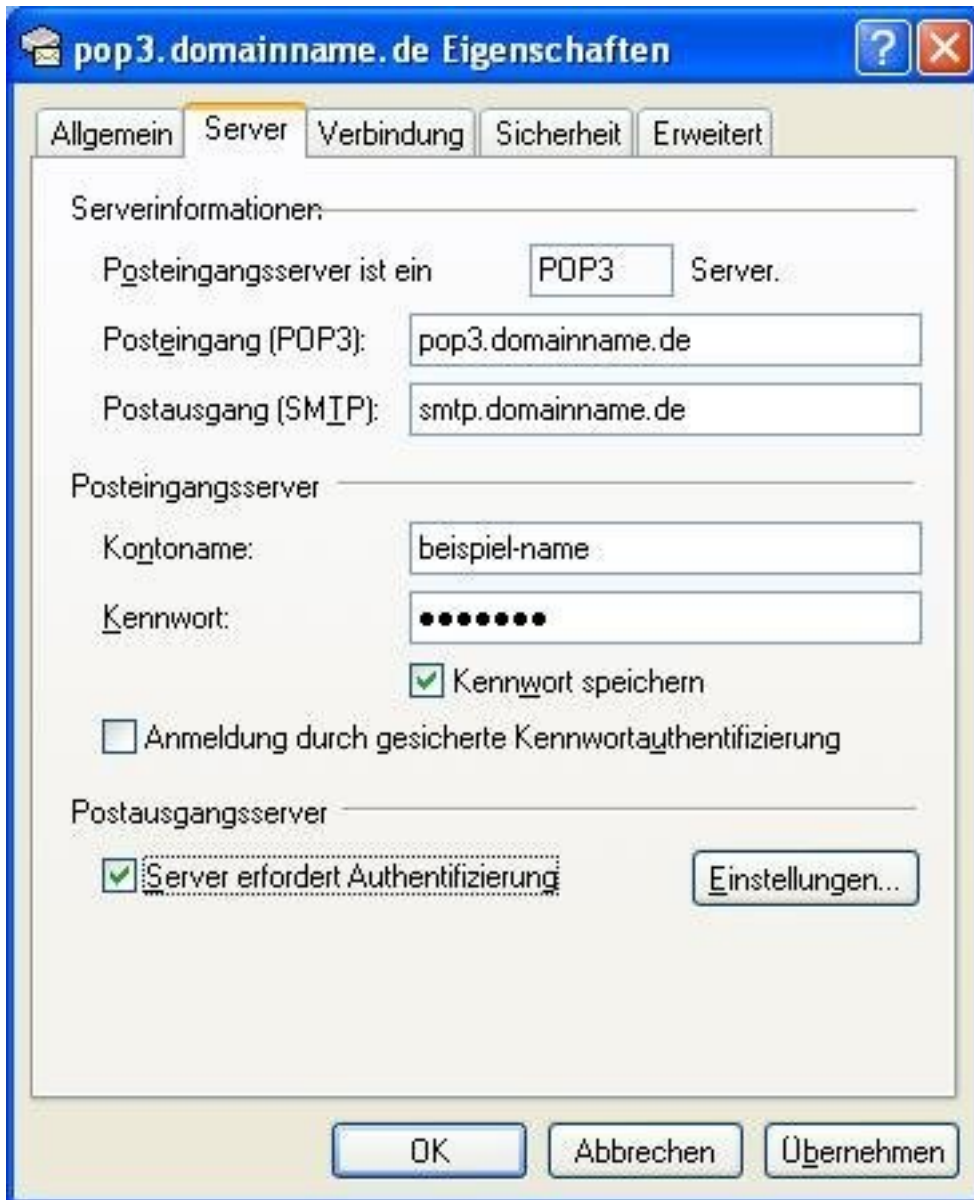 pop3.domainname.de Eigenschaften
Allgemein Server Verbindung Sicherheit Erweitert
Serverinformationen
Posteingangsserver ist ein POP3 Server.
Posteingang (POP3): pop3.domainname.de
Postausgang (SMTP): smtp.domainname.de
Posteingangsserver
Kontoname: beispiel-name
Kennwort: ●●●●●●●
Kennwort speichern
Anmeldung durch gesicherte Kennwortauthentifizierung
Postausgangsserver
Server erfordert Authentifizierung Einstellungen...
OK Abbrechen Übernehmen